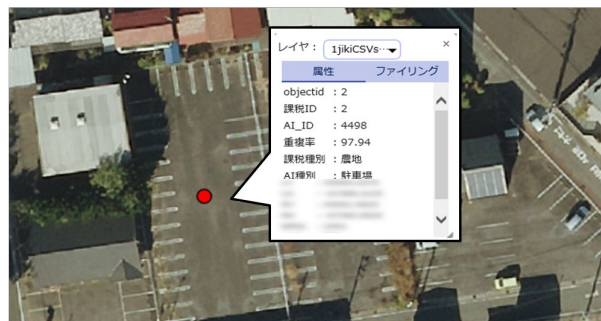 レイヤ： 1jikiCSVs… ×
属性 ファイリング
objectid ：2
課税ID ：2
AI_ID ：4498
重複率 ：97.94
課税種別 ：農地
AI種別 ：駐車場